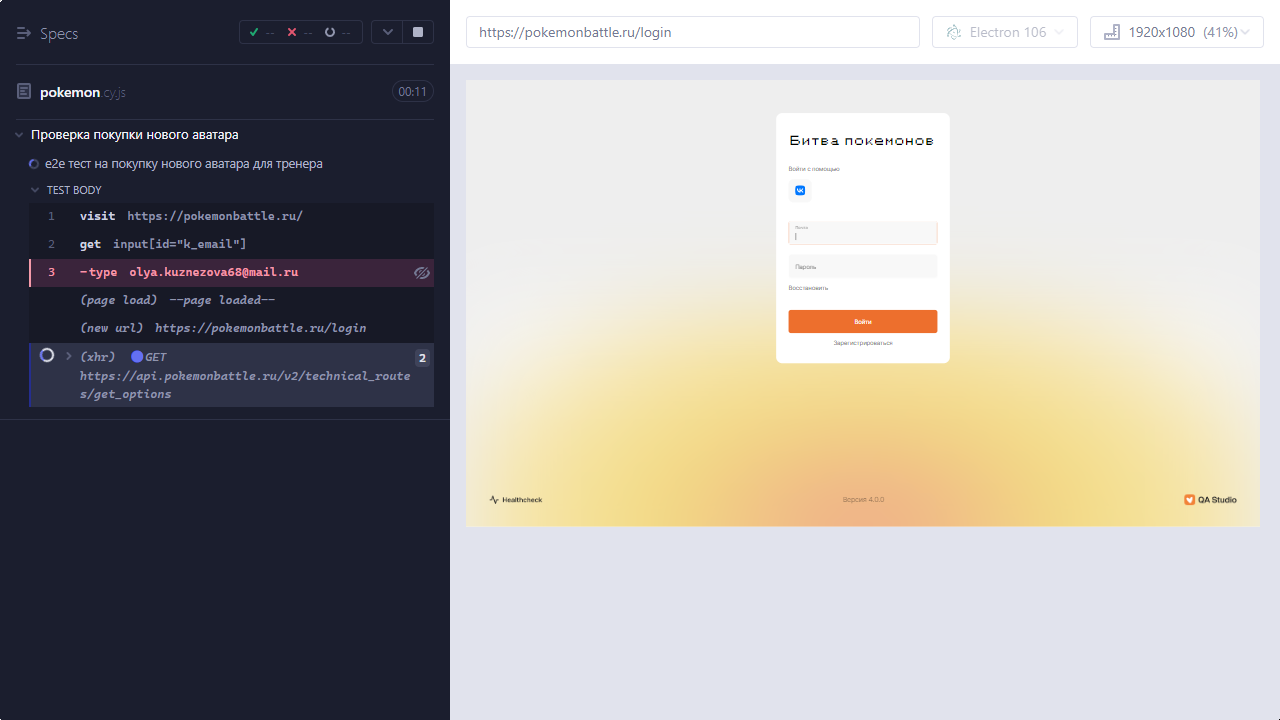 Specs
--
--
--
pokemon.cy.js
00:11
Проверка покупки нового аватара
e2e тест на покупку нового аватара для тренера
TEST BODY
1 visit https://pokemonbattle.ru/
2 get input[id="k_email"]
3 -type olya.kuznezova68@mail.ru
(page load) --page loaded--
(new url) https://pokemonbattle.ru/login
(xhr) GET 2
https://api.pokemonbattle.ru/v2/technical_route
s/get_options
https://pokemonbattle.ru/login
Electron 106
1920x1080 (41%)
Битва покемонов
Войти с помощью
Почта
Пароль
Восстановить
Войти
Зарегистрироваться
Healthcheck
Версия 4.0.0
QA Studio